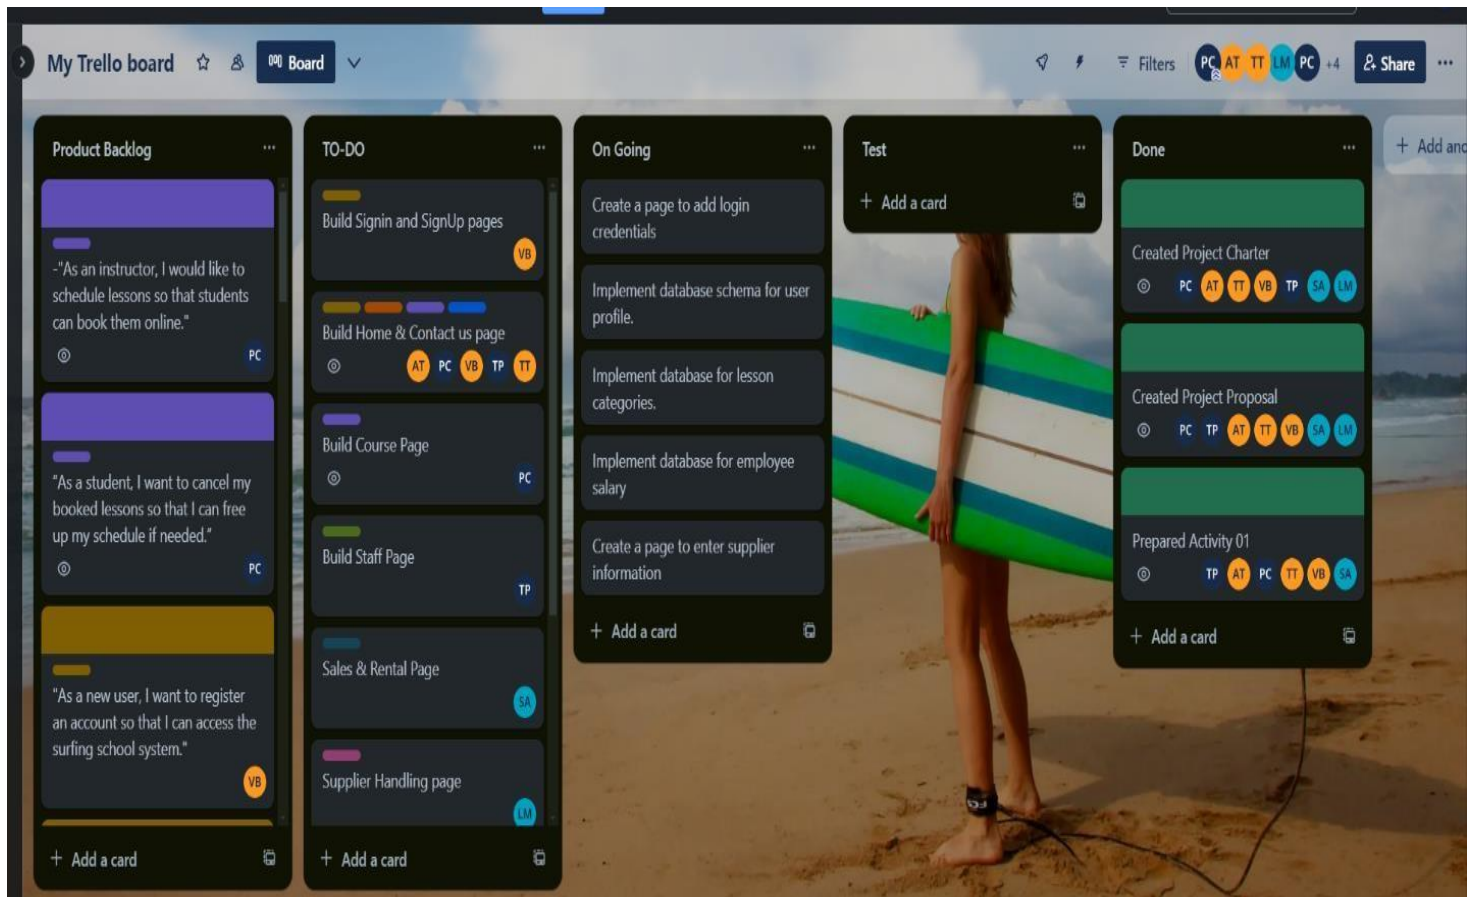 My Trello board
Board
Filters
PC AT TT LM PC +4
Share
Product Backlog
-"As an instructor, I would like to
schedule lessons so that students
can book them online."
PC
"As a student, I want to cancel my
booked lessons so that I can free
up my schedule if needed."
PC
"As a new user, I want to register
an account so that I can access the
surfing school system."
VB
+ Add a card
TO-DO
Build Signin and SignUp pages
VB
Build Home & Contact us page
AT PC VB TP TT
Build Course Page
PC
Build Staff Page
TP
Sales & Rental Page
SA
Supplier Handling page
LM
+ Add a card
On Going
Create a page to add login
credentials
Implement database schema for user
profile.
Implement database for lesson
categories.
Implement database for employee
salary
Create a page to enter supplier
information
+ Add a card
Test
+ Add a card
Done
Created Project Charter
PC AT TT VB TP SA LM
Created Project Proposal
PC TP AT TT VB SA LM
Prepared Activity 01
TP AT PC TT VB SA
+ Add a card
+ Add anc
FCS